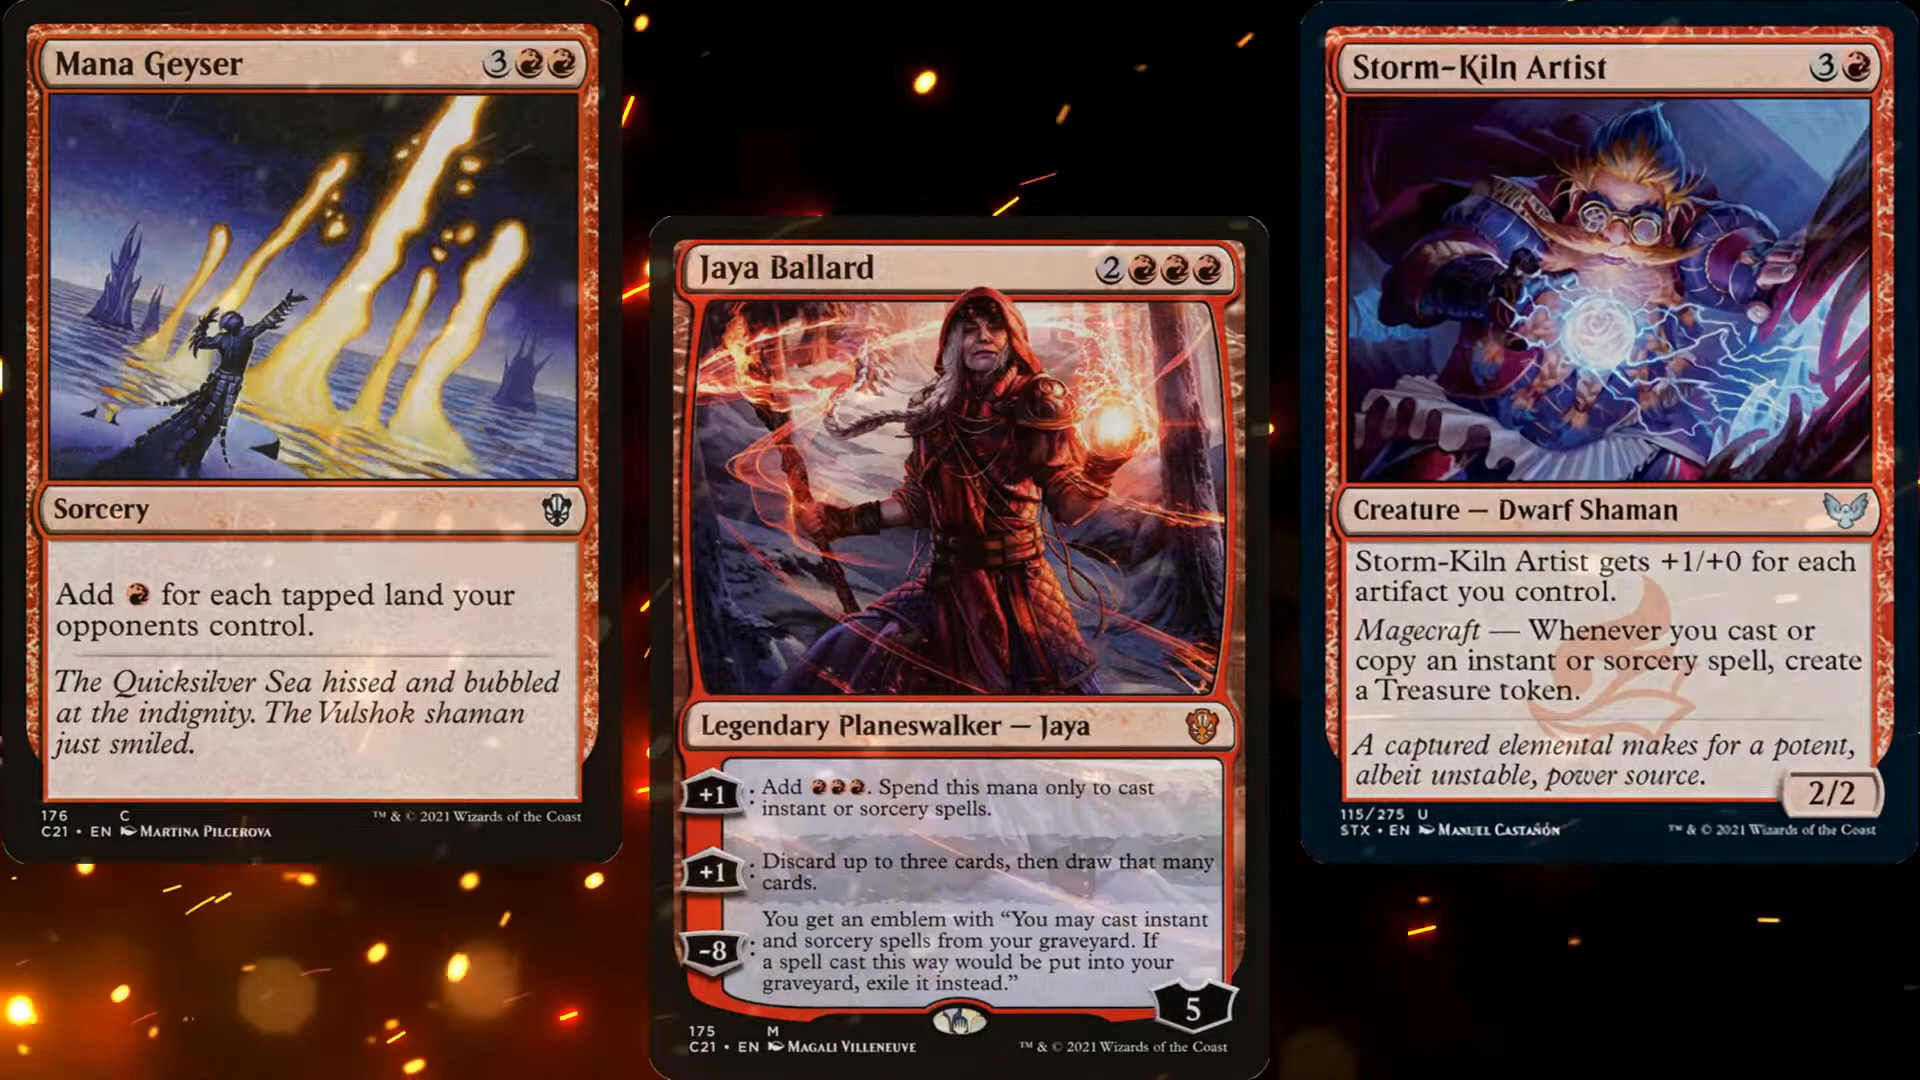 Mana Geyser 3
Sorcery
Add for each tapped land your
opponents control.
The Quicksilver Sea hissed and bubbled
at the indignity. The Vulshok shaman
just smiled.
176 C
C21 • EN MARTINA PILCEROVA
™ & © 2021 Wizards of the Coast
Jaya Ballard 2
Legendary Planeswalker — Jaya
+1 : Add . Spend this mana only to cast
instant or sorcery spells.
+1 : Discard up to three cards, then draw that many
cards.
You get an emblem with “You may cast instant
-8 : and sorcery spells from your graveyard. If
a spell cast this way would be put into your
graveyard, exile it instead.”
5
175 M
C21 • EN MAGALI VILLENEUVE
™ & © 2021 Wizards of the Coast
Storm-Kiln Artist 3
Creature — Dwarf Shaman
Storm-Kiln Artist gets +1/+0 for each
artifact you control.
Magecraft — Whenever you cast or
copy an instant or sorcery spell, create
a Treasure token.
A captured elemental makes for a potent,
albeit unstable, power source.
2/2
115/275 U
STX • EN MANUEL CASTAÑÓN
™ & © 2021 Wizards of the Coast